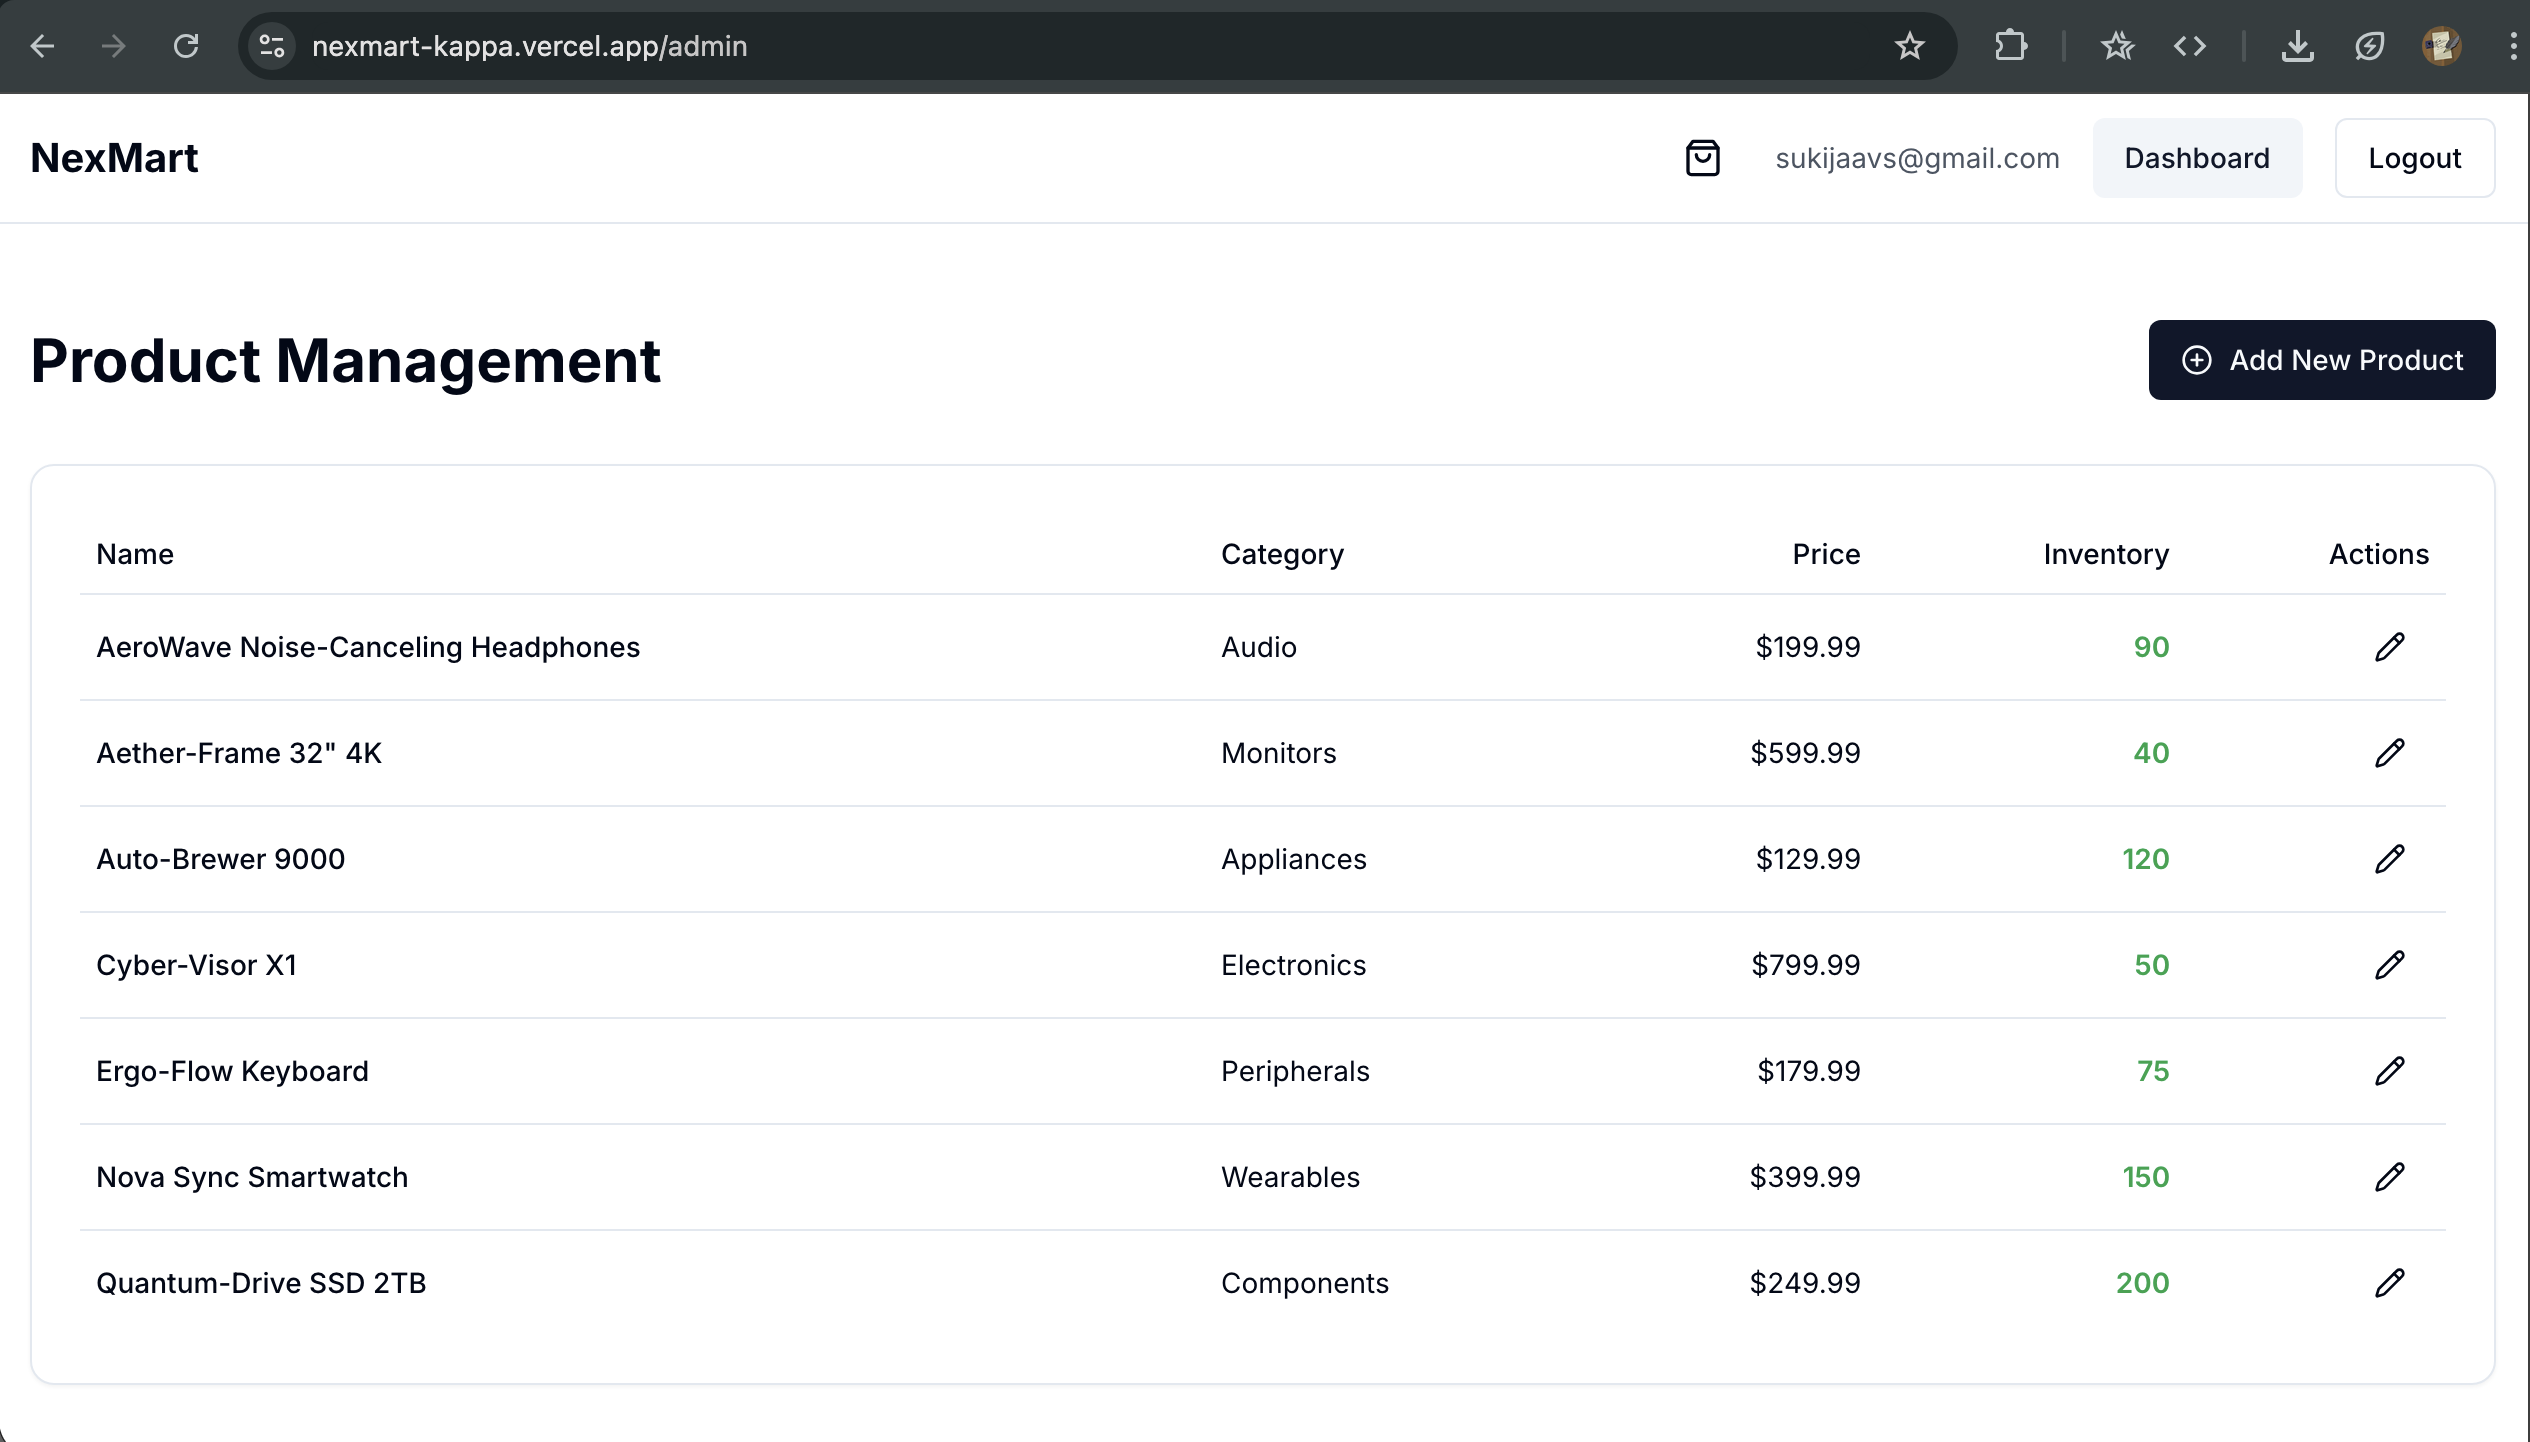 nexmart-kappa.vercel.app/admin
NexMart
sukijaavs@gmail.com Dashboard Logout
Product Management
Add New Product
Name Category Price Inventory Actions
AeroWave Noise-Canceling Headphones Audio $199.99 90
Aether-Frame 32" 4K Monitors $599.99 40
Auto-Brewer 9000 Appliances $129.99 120
Cyber-Visor X1 Electronics $799.99 50
Ergo-Flow Keyboard Peripherals $179.99 75
Nova Sync Smartwatch Wearables $399.99 150
Quantum-Drive SSD 2TB Components $249.99 200